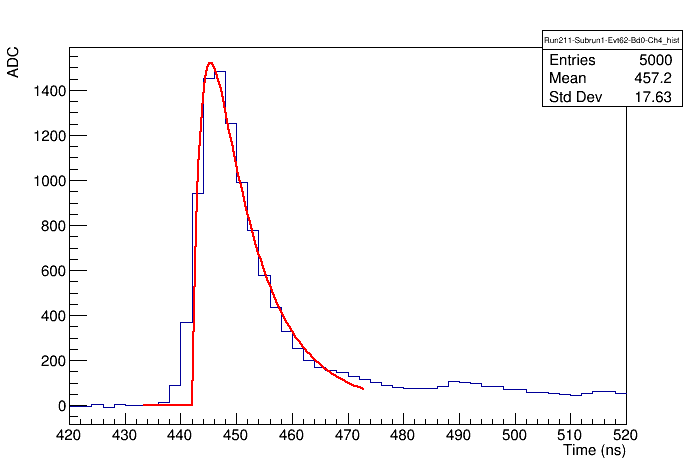 Run211-Subrun1-Evt62-Bd0-Ch4_hist
Entries 5000
Mean 457.2
Std Dev 17.63
ADC
1400
1200
1000
800
600
400
200
0
420 430 440 450 460 470 480 490 500 510 520
Time (ns)